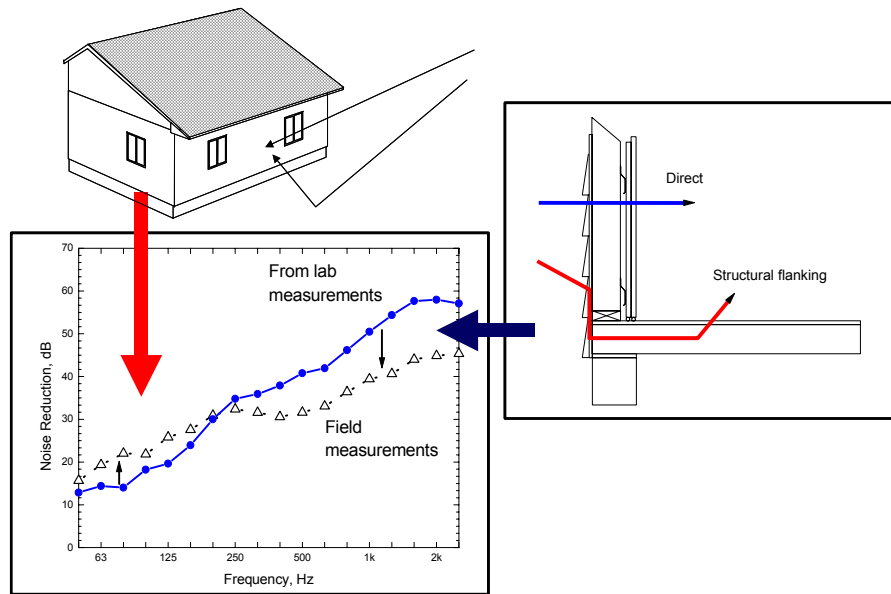 Direct
Structural flanking
70
60
50
40
30
20
10
0
Noise Reduction, dB
From lab
measurements
Field
measurements
63 125 250 500 1k 2k
Frequency, Hz